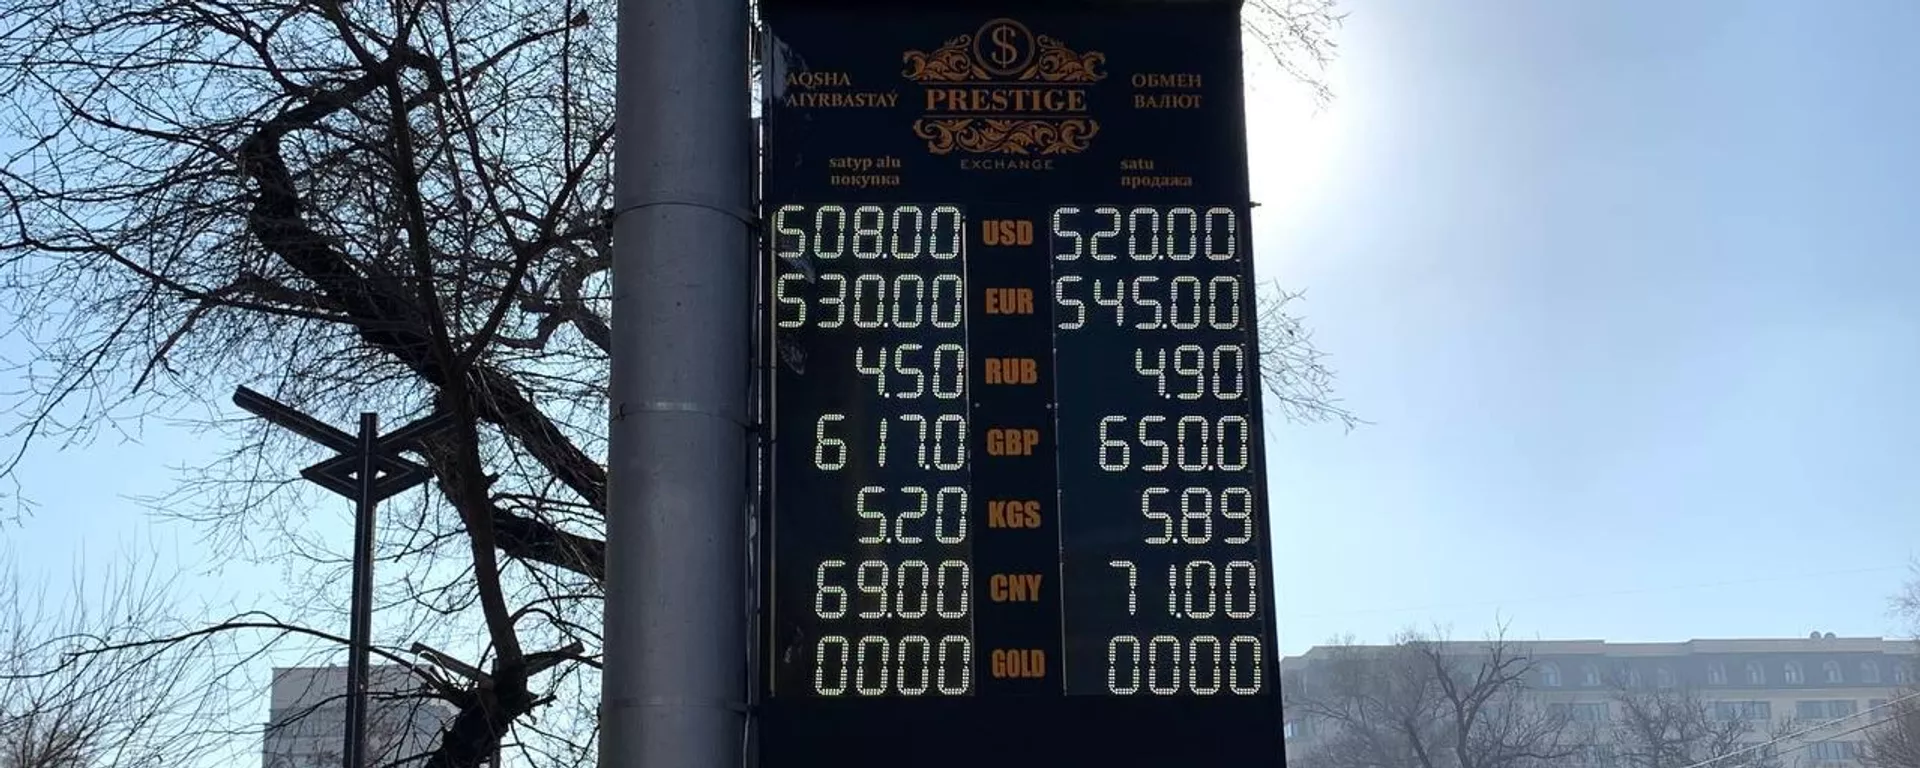 $
AQSHA
AIYRBASTAÝ
PRESTIGE
EXCHANGE
ОБМЕН
ВАЛЮТ
satyp alu
покупка
satu
продажа
508.00 USD 520.00
530.00 EUR 545.00
4.50 RUB 4.90
617.0 GBP 650.0
5.20 KGS 5.89
69.00 CNY 71.00
0000 GOLD 0000